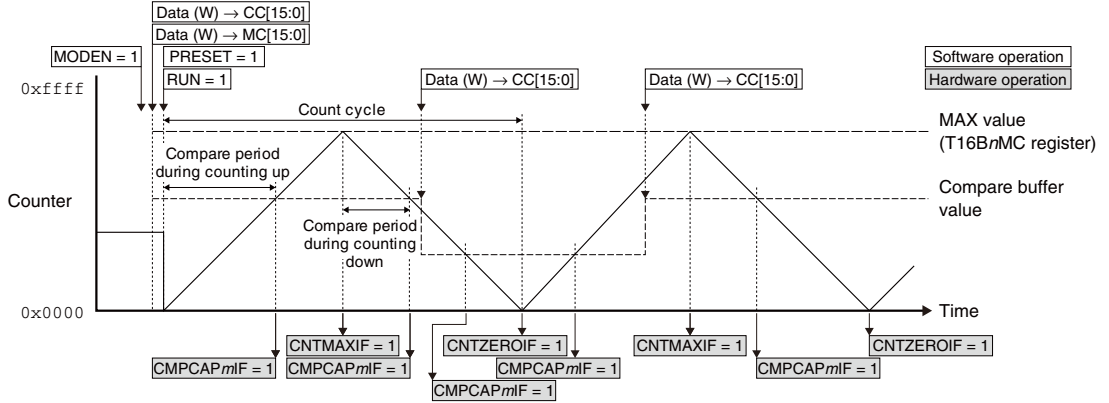 Data (W) → CC[15:0]
Data (W) → MC[15:0]
MODEN = 1
PRESET = 1
RUN = 1
Software operation
Hardware operation
Data (W) → CC[15:0]
Data (W) → CC[15:0]
0xffff
Count cycle
MAX value
(T16BnMC register)
Compare period
during counting up
Counter
Compare buffer
value
Compare period
during counting
down
0x0000
Time
CNTMAXIF = 1
CNTZEROIF = 1
CNTMAXIF = 1
CNTZEROIF = 1
CMPCAPmIF = 1
CMPCAPmIF = 1
CMPCAPmIF = 1
CMPCAPmIF = 1
CMPCAPmIF = 1